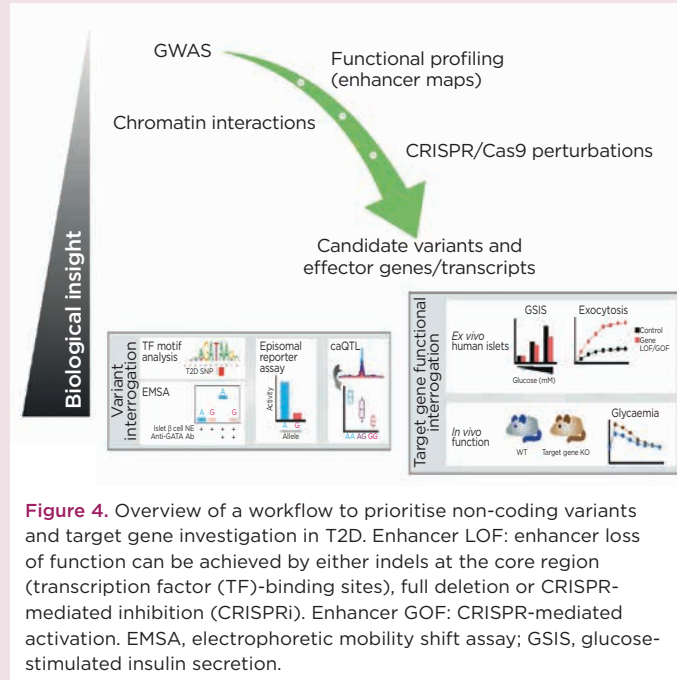 GWAS
Functional profiling
(enhancer maps)
Chromatin interactions
CRISPR/Cas9 perturbations
Candidate variants and
effector genes/transcripts
Biological insight
Variant
interrogation
TF motif
analysis
T2D SNP
EMSA
A G G
A
Islet β cell NE + + + +
Anti-GATA Ab + +
Episomal
reporter
assay
Activity
A G
Allele
caQTL
AA AG GG
Target gene functional
interrogation
Ex vivo
human islets
GSIS
Glucose (mM)
Exocytosis
Control
Gene
LOF/GOF
In vivo
function
WT
Target gene KO
Glycaemia
Figure 4. Overview of a workflow to prioritise non-coding variants
and target gene investigation in T2D. Enhancer LOF: enhancer loss
of function can be achieved by either indels at the core region
(transcription factor (TF)-binding sites), full deletion or CRISPR-
mediated inhibition (CRISPRi). Enhancer GOF: CRISPR-mediated
activation. EMSA, electrophoretic mobility shift assay; GSIS, glucose-
stimulated insulin secretion.